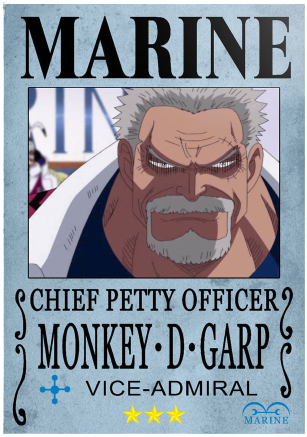 MARINE
CHIEF PETTY OFFICER
MONKEY·D·GARP
VICE-ADMIRAL
MARINE